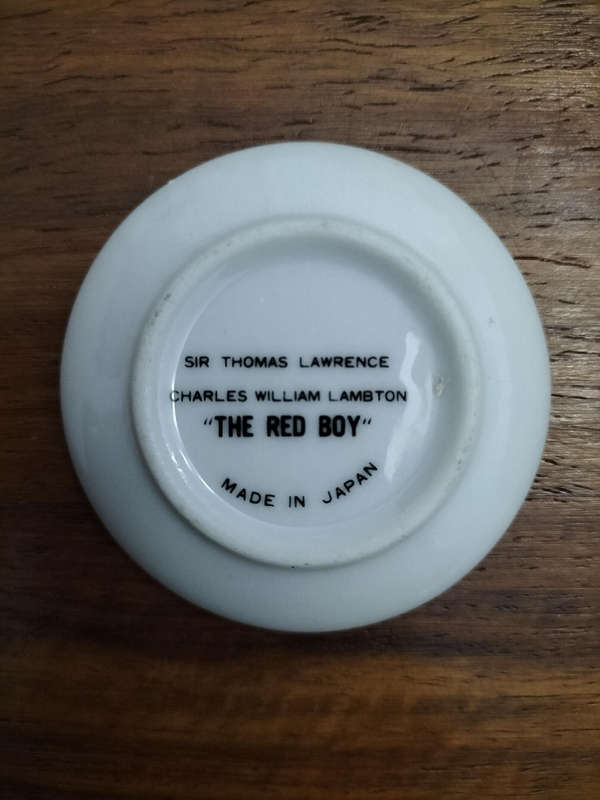 SIR THOMAS LAWRENCE
CHARLES WILLIAM LAMBTON
"THE RED BOY"
MADE IN JAPAN